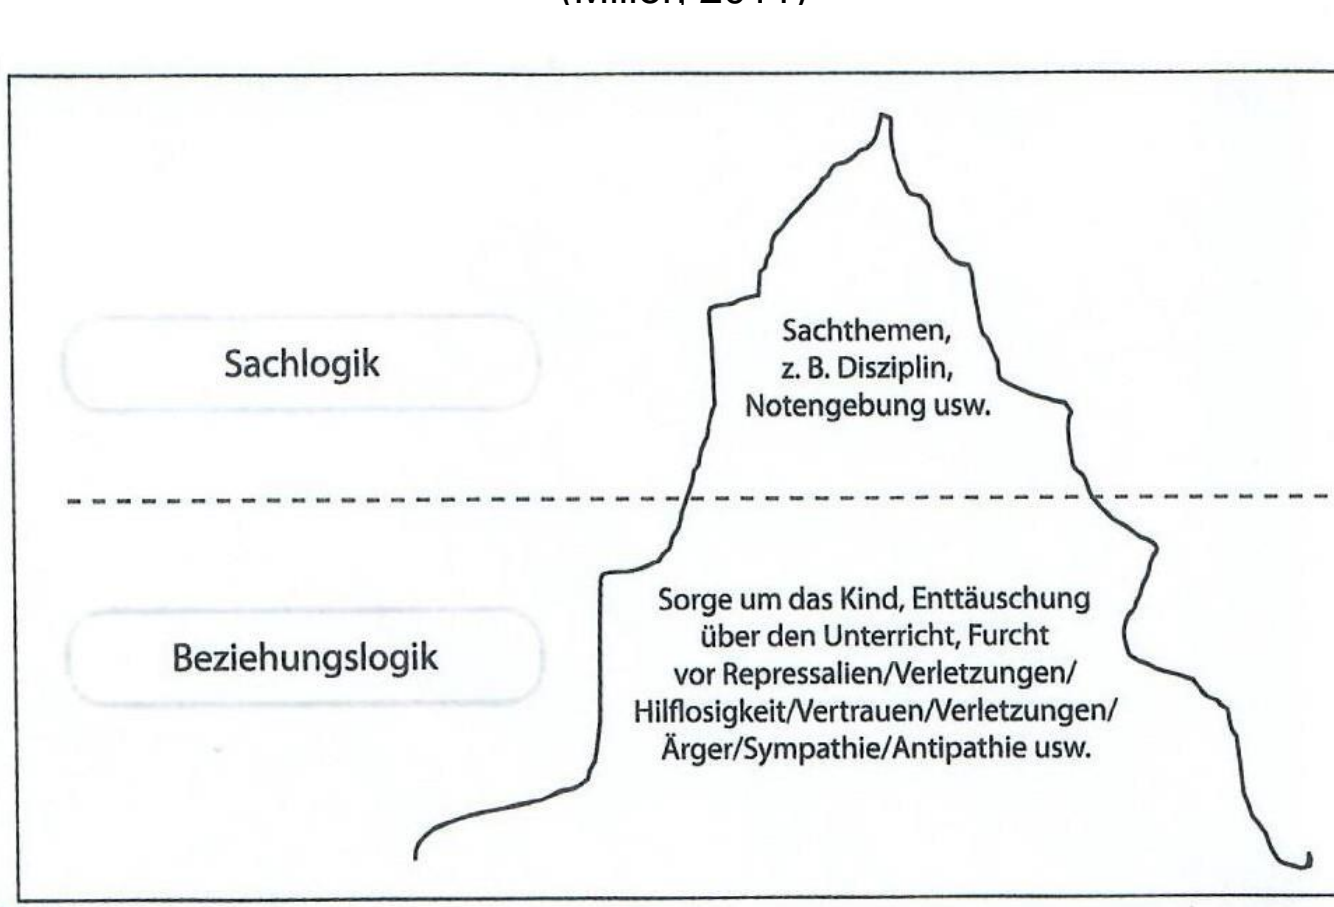 Sachlogik
Sachthemen,
z. B. Disziplin,
Notengebung usw.
Beziehungslogik
Sorge um das Kind, Enttäuschung
über den Unterricht, Furcht
vor Repressalien/Verletzungen/
Hilflosigkeit/Vertrauen/Verletzungen/
Ärger/Sympathie/Antipathie usw.